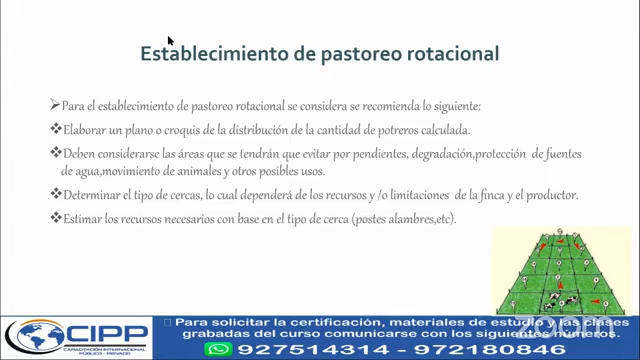 Establecimiento de pastoreo rotacional
Para el establecimiento de pastoreo rotacional se considera se recomienda lo siguiente:
Elaborar un plano o croquis de la distribución de la cantidad de potreros calculada.
Deben considerarse las áreas que se tendrán que evitar por pendientes, degradación,protección de fuentes
de agua,movimiento de animales y otros posibles usos.
Determinar el tipo de cercas, lo cual dependerá de los recursos y /o limitaciones de la finca y el productor.
Estimar los recursos necesarios con base en el tipo de cerca (postes alambres,etc).
zoom
CIPP
CAPACITACIÓN INTERNACIONAL
PÚBLICO - PRIVADO
Para solicitar la certificación, materiales de estudio y las clases
grabadas del curso comunicarse con los siguientes números.
927514314 - 972180846